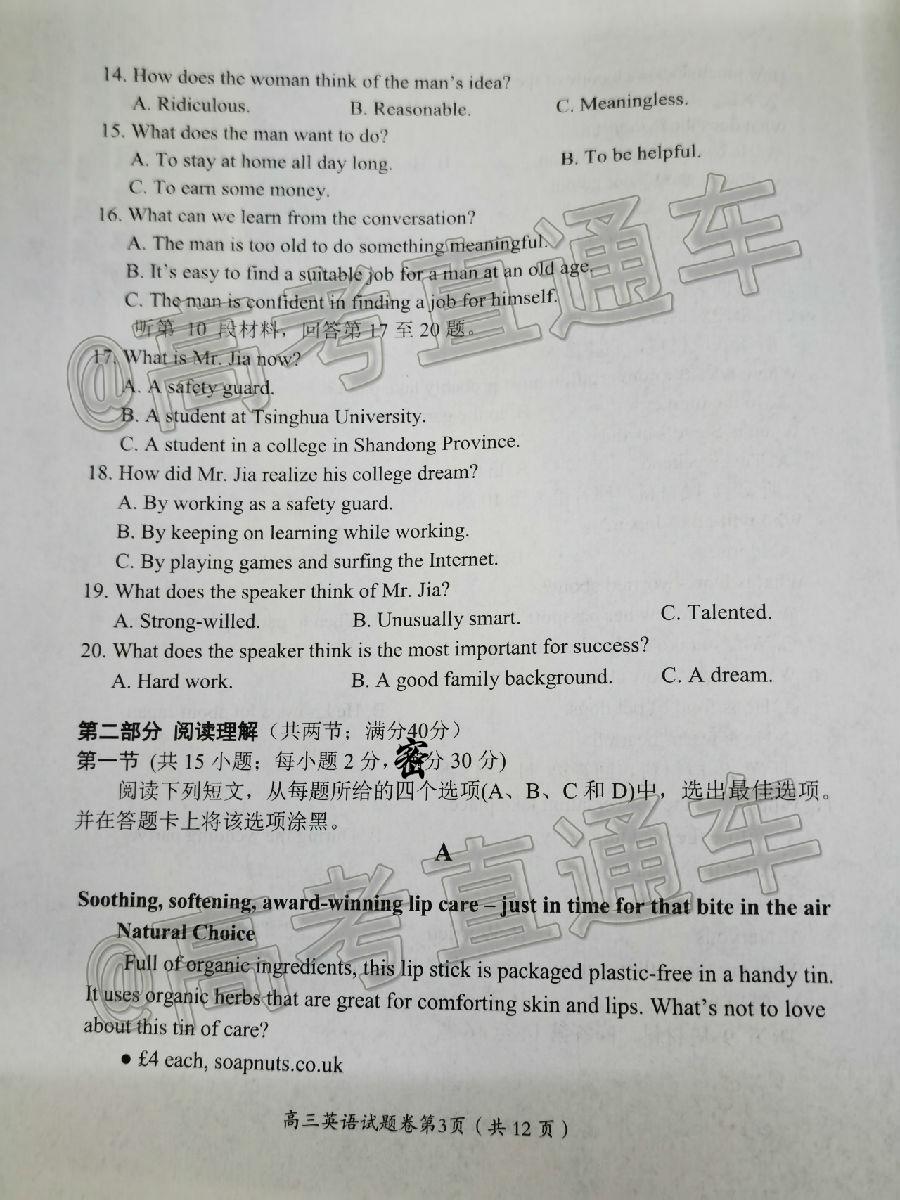 14. How does the woman think of the man's idea?
A. Ridiculous. B. Reasonable. C. Meaningless.
15. What does the man want to do?
A. To stay at home all day long. B. To be helpful.
C. To earn some money.
16. What can we learn from the conversation?
A. The man is too old to do something meaningful.
B. It's easy to find a suitable job for a man at an old age.
C. The man is confident in finding a job for himself.
听第 10 段材料，回答第 17 至 20 题。
17. What is Mr. Jia now?
A. A safety guard.
B. A student at Tsinghua University.
C. A student in a college in Shandong Province.
18. How did Mr. Jia realize his college dream?
A. By working as a safety guard.
B. By keeping on learning while working.
C. By playing games and surfing the Internet.
19. What does the speaker think of Mr. Jia?
A. Strong-willed. B. Unusually smart. C. Talented.
20. What does the speaker think is the most important for success?
A. Hard work. B. A good family background. C. A dream.
第二部分 阅读理解（共两节；满分40分）
第一节 (共 15 小题；每小题 2 分，密分 30 分)
阅读下列短文，从每题所给的四个选项(A、B、C 和 D)中，选出最佳选项。
并在答题卡上将该选项涂黑。
A
Soothing, softening, award-winning lip care – just in time for that bite in the air
Natural Choice
Full of organic ingredients, this lip stick is packaged plastic-free in a handy tin.
It uses organic herbs that are great for comforting skin and lips. What's not to love
about this tin of care?
● £4 each, soapnuts.co.uk
高三英语试题卷第3页（共12页）
@高考直通车
@高考直通车